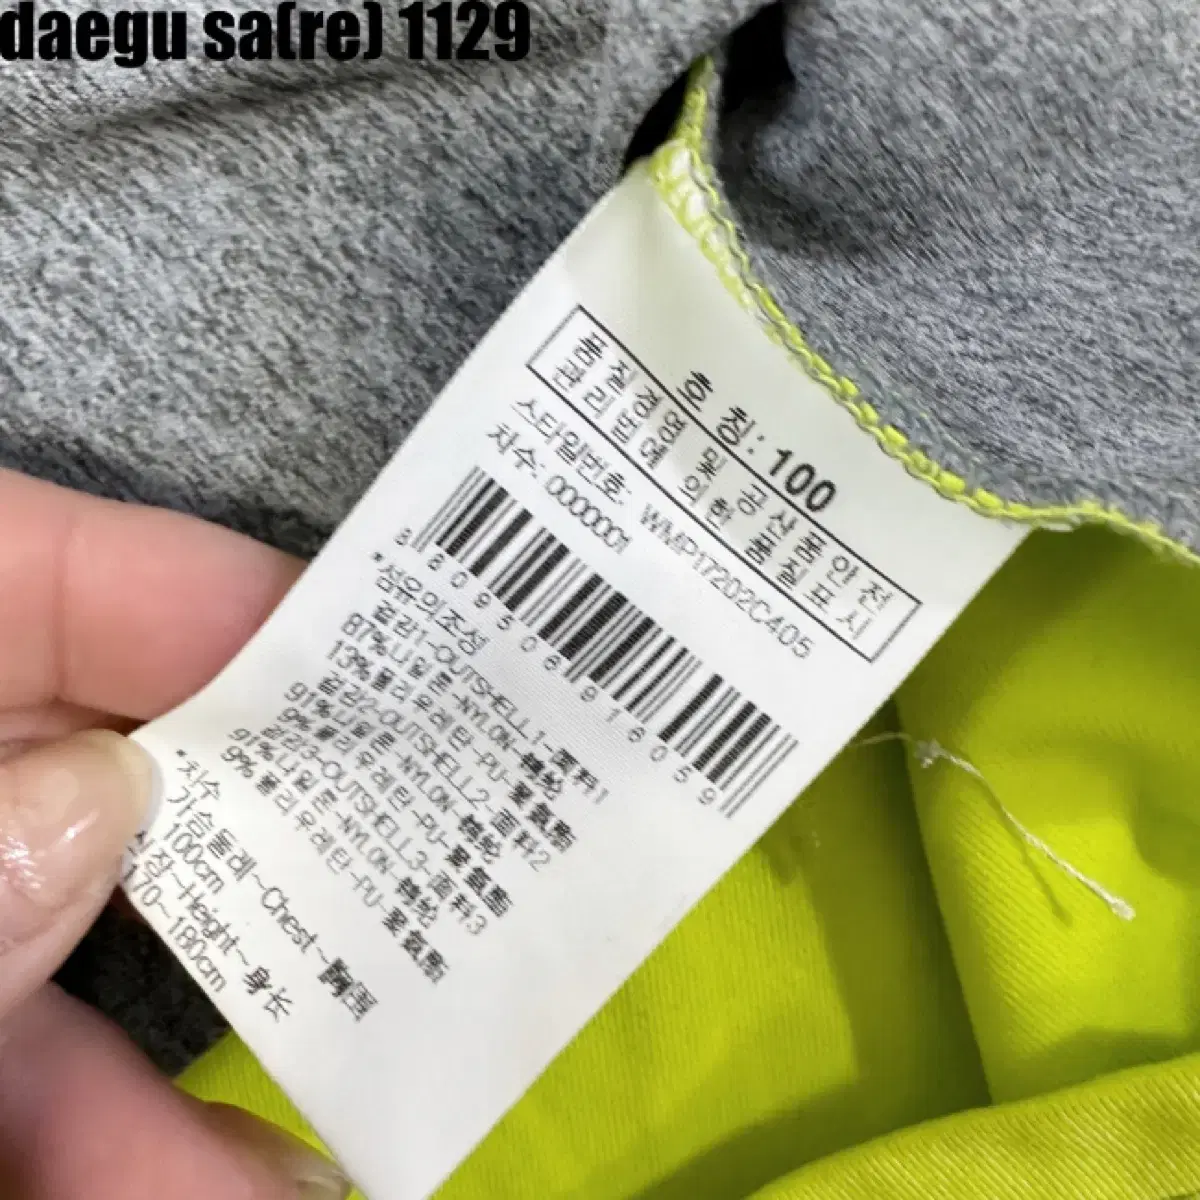 daegu sa(re) 1129
호 칭: 100
품질경영 및 공산품안전
관리법에 의한 품질표시
스타일번호: WMP17202C405
차수: 0000001
8809506916059
*섬유의조성
겉감1-OUTSHELL1-面料1
87%나일론-NYLON-锦纶
13%폴리우레탄-PU-聚氨酯
겉감2-OUTSHELL2-面料2
91%나일론-NYLON-锦纶
9%폴리우레탄-PU-聚氨酯
겉감3-OUTSHELL3-面料3
91%나일론-NYLON-锦纶
9%폴리우레탄-PU-聚氨酯
*치수
가슴둘레~Chest~胸围
100cm
신장~Height~身长
170~180cm